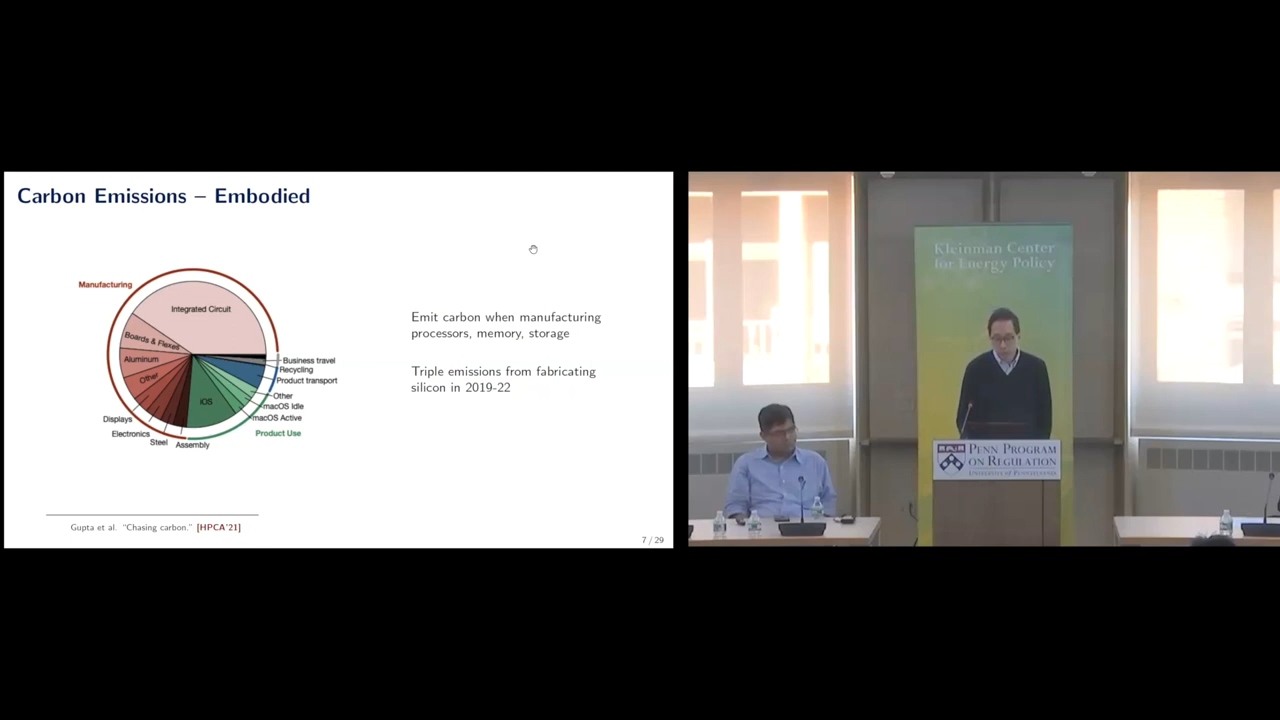 Carbon Emissions – Embodied
Manufacturing
Integrated Circuit
Boards & Flexes
Aluminum
Other
Displays
Electronics
Steel
Assembly
iOS
Business travel
Recycling
Product transport
Other
macOS Idle
macOS Active
Product Use
Emit carbon when manufacturing
processors, memory, storage
Triple emissions from fabricating
silicon in 2019-22
Gupta et al. “Chasing carbon.” [HPCA’21]
7 / 29
Kleinman Center
for Energy Policy
Penn Program
on Regulation
University of Pennsylvania